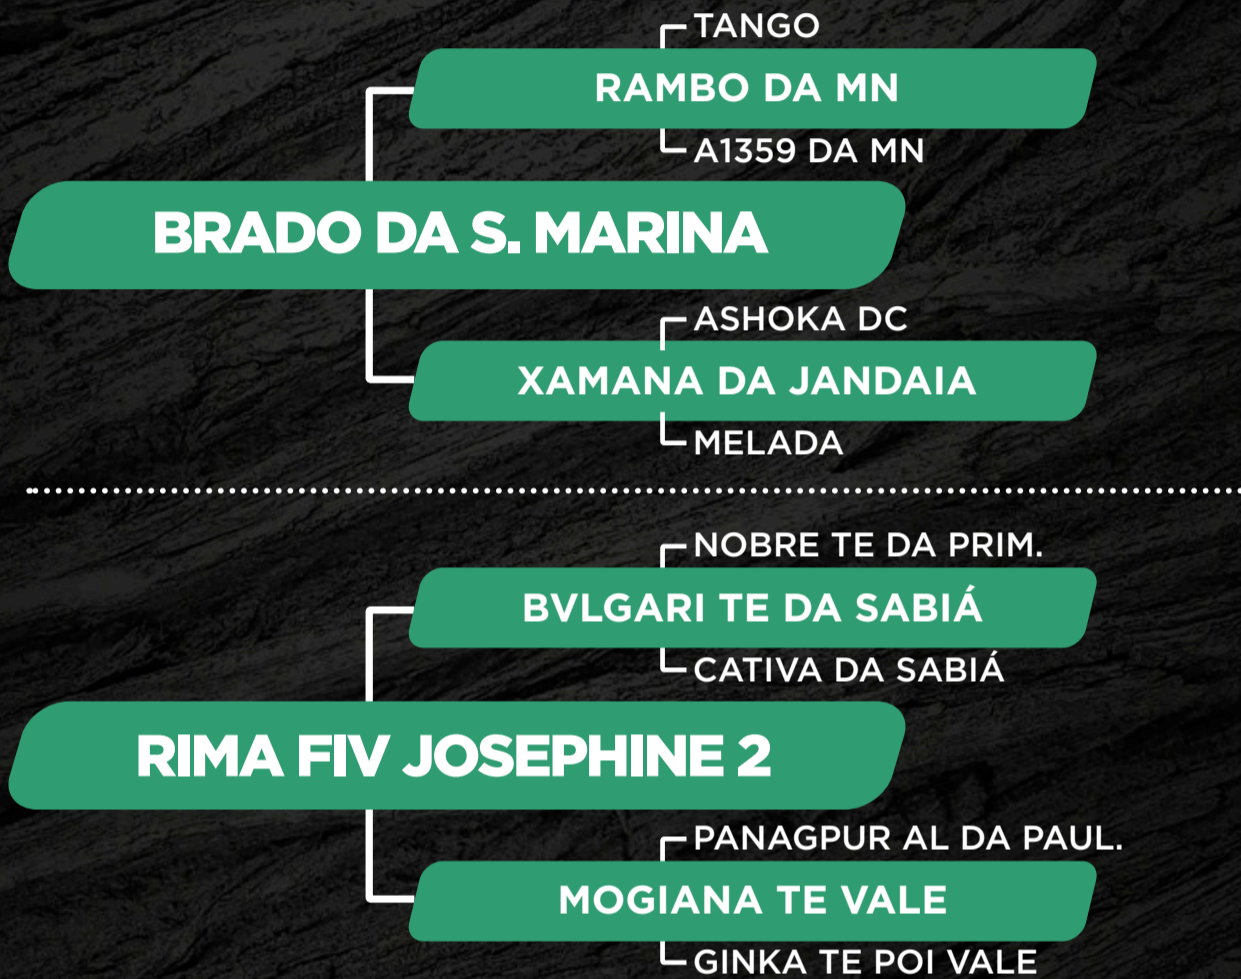 TANGO
RAMBO DA MN
A1359 DA MN
BRADO DA S. MARINA
ASHOKA DC
XAMANA DA JANDAIA
MELADA
NOBRE TE DA PRIM.
BVLGARI TE DA SABIÁ
CATIVA DA SABIÁ
RIMA FIV JOSEPHINE 2
PANAGPUR AL DA PAUL.
MOGIANA TE VALE
GINKA TE POI VALE